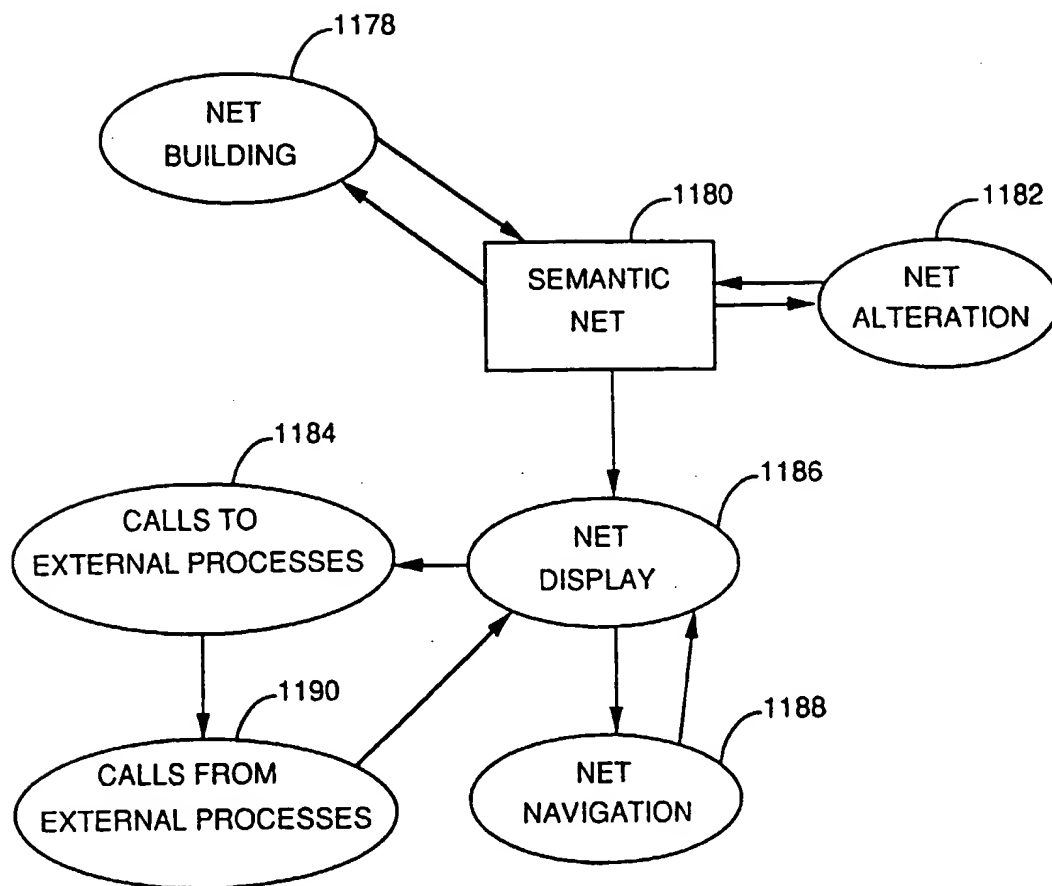 1178
NET
BUILDING
1180
SEMANTIC
NET
1182
NET
ALTERATION
1184
CALLS TO
EXTERNAL PROCESSES
1186
NET
DISPLAY
1190
CALLS FROM
EXTERNAL PROCESSES
1188
NET
NAVIGATION